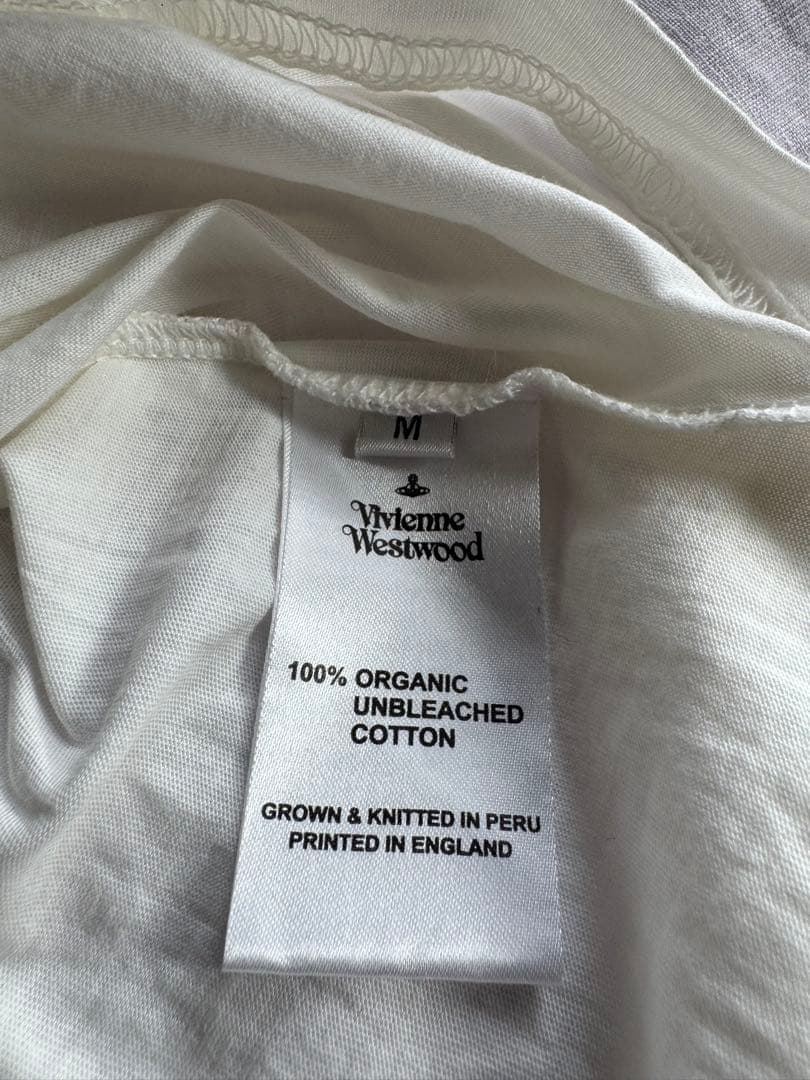 M
Vivienne
Westwood
100% ORGANIC
UNBLEACHED
COTTON
GROWN & KNITTED IN PERU
PRINTED IN ENGLAND